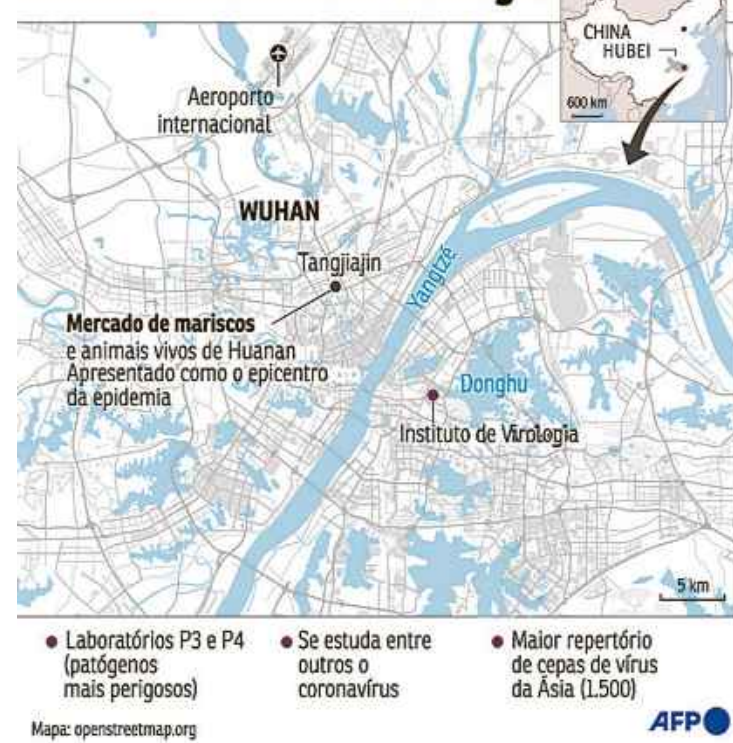 CHINA
HUBEI
600 km
Aeroporto
internacional
WUHAN
Tangjiajin
Yangtzé
Mercado de mariscos
e animais vivos de Huanan
Apresentado como o epicentro
da epidemia
Donghu
Instituto de Virologia
5 km
Laboratórios P3 e P4
(patógenos
mais perigosos)
Se estuda entre
outros o
coronavírus
Maior repertório
de cepas de vírus
da Ásia (1.500)
Mapa: openstreetmap.org
AFP